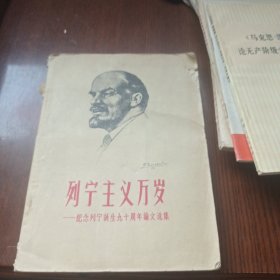 列宁主义万岁
——纪念列宁诞生九十周年论文选集
《马克思·恩
论无产阶级